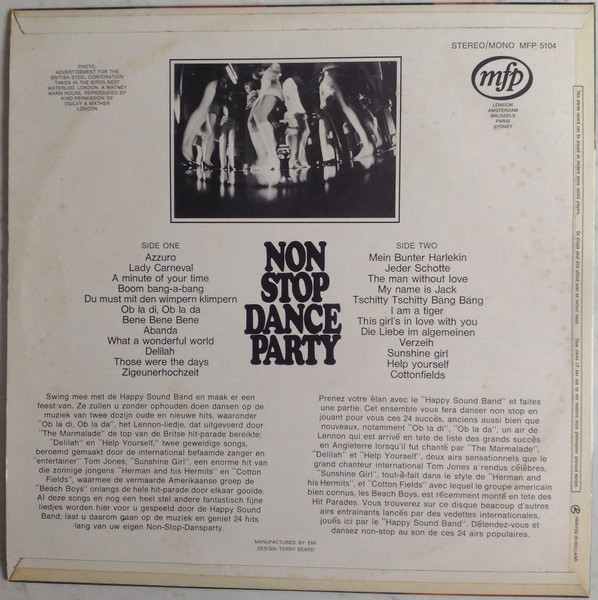 PHOTO:
ADVERTISEMENT FOR THE
BRITISH STEEL CORPORATION
TAKEN IN THE BIRDS NEST
WATERLOO, LONDON, A WATNEY
MANN HOUSE, REPRODUCED BY
KIND PERMISSION OF
OGILVY & MATHER
LONDON
STEREO/MONO MFP 5104
mfp
LONDON
AMSTERDAM
BRUSSELS
PARIS
SYDNEY
SIDE ONE
Azzuro
Lady Carneval
A minute of your time
Boom bang-a-bang
Du must mit den wimpern klimpern
Ob la di, Ob la da
Bene Bene Bene
Abanda
What a wonderful world
Delilah
Those were the days
Zigeunerhochzeit
NON
STOP
DANCE
PARTY
SIDE TWO
Mein Bunter Harlekin
Jeder Schotte
The man without love
My name is Jack
Tschitty Tschitty Bäng Bäng
I am a tiger
This girl's in love with you
Die Liebe im algemeinen
Verzeih
Sunshine girl
Help yourself
Cottonfields
Swing mee met de Happy Sound Band en maak er een
feest van. Ze zullen u zonder ophouden doen dansen op de
muziek van twee dozijn oude en nieuwe hits, waaronder
"Ob la di, Ob la da", het Lennon-liedje, dat uitgevoerd door
"The Marmalade" de top van de Britse hit-parade bereikte;
"Delilah" en "Help Yourself," twee geweldige songs,
beroemd gemaakt door de international befaamde zanger en
"entertainer" Tom Jones; "Sunshine Girl", een enorme hit van
die zonnige jongens "Herman and his Hermits" en "Cotton
Fields", waarmee de vermaarde Amerikaanse groep de
"Beach Boys" onlangs de hele hit-parade door elkaar gooide.
Al deze songs en nog een heel stel andere fantastisch fijne
liedjes worden hier voor u gespeeld door de Happy Sound
Band; laat u daarom gaan op de muziek en geniet 24 hits
lang van uw eigen Non-Stop-Dansparty.
Prenez votre élan avec le "Happy Sound Band" et faites
une partie. Cet ensemble vous fera danser non stop en
jouant pour vous ces 24 succès, anciens aussi bien que
nouveaux, notamment "Ob la di", "Ob la da", un air de
Lennon qui est arrivé en tete de liste des grands succès
en Angleterre lorsqu'il fut chanté par "The Marmalade",
"Delilah" et "Help Yourself", deux airs sensationnels que le
grand chanteur international Tom Jones a rendus célèbres,
"Sunshine Girl", tout-à-fait dans le style de "Herman and
his Hermits", et "Cotton Fields" avec lequel le groupe americain
bien connus, les Beach Boys, est récemment monté en tete des
Hit Parades. Vous trouverez sur ce disque beaucoup d'autres
airs entrainants lancés par des vedettes internationales,
joués ici par le "Happy Sound Band". Détendez-vous et
dansez non-stop au son de ces 24 airs populaires.
MANUFACTURED BY EMI
DESIGN: TERRY BEARD
PRINTED IN HOLLAND